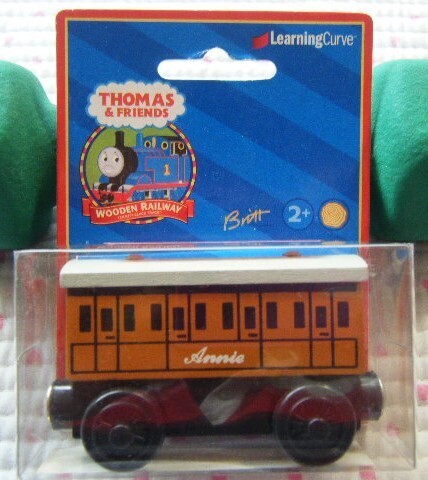 LearningCurve
THOMAS
& FRIENDS
1
WOODEN RAILWAY
Britt
2+
Annie